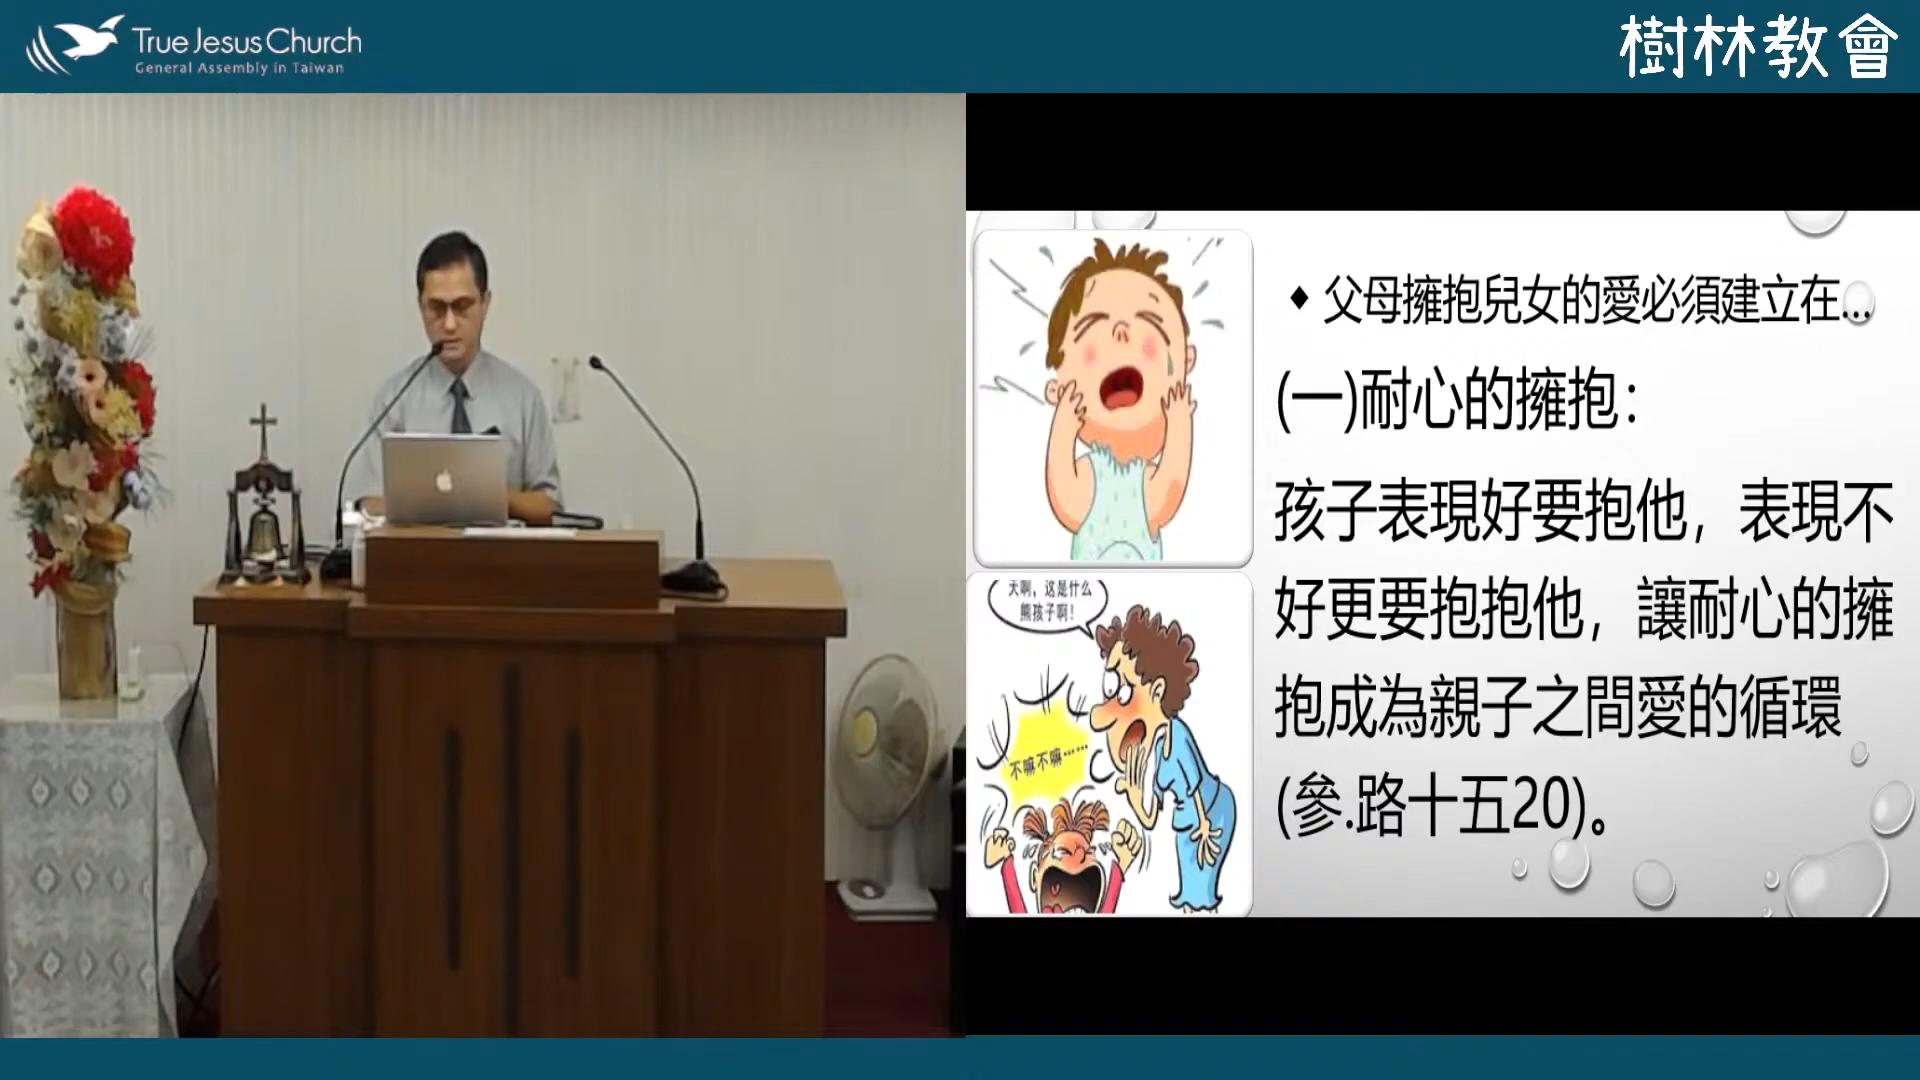 True Jesus Church
General Assembly in Taiwan
樹林教會
◆ 父母擁抱兒女的愛必須建立在...
(一)耐心的擁抱：
孩子表現好要抱他，表現不
好更要抱抱他，讓耐心的擁
抱成為親子之間愛的循環
(參.路十五20)。
天啊，这是什么
熊孩子啊！
不嘛不嘛……